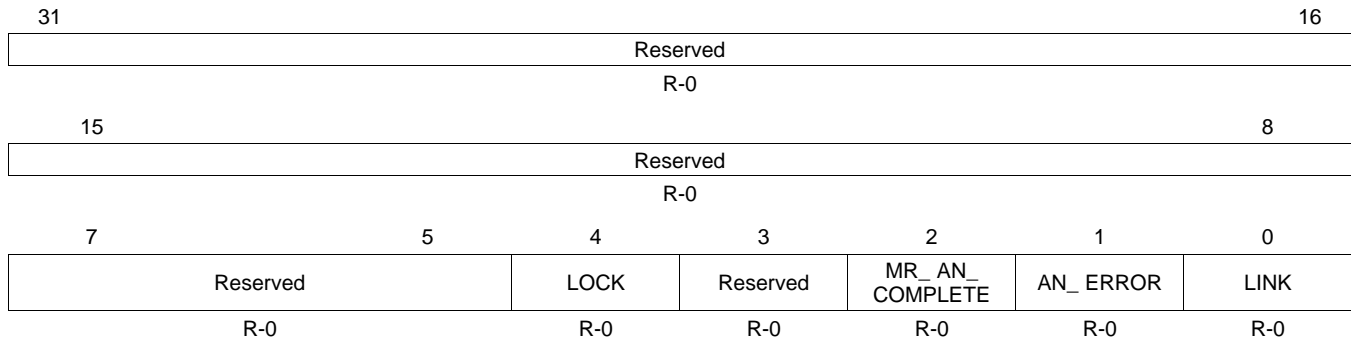 31 16
Reserved
R-0
15 8
Reserved
R-0
7 5 4 3 2 1 0
Reserved LOCK Reserved MR_ AN_ COMPLETE AN_ ERROR LINK
R-0 R-0 R-0 R-0 R-0 R-0